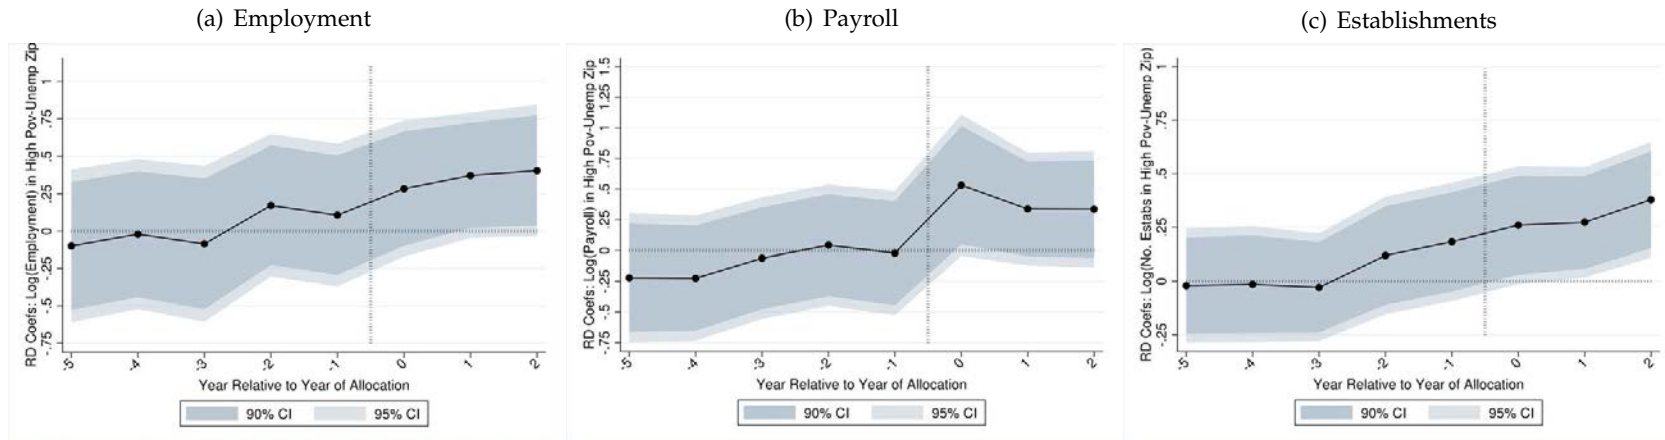 (a) Employment
RD Coefs: Log(Employment) in High Pov-Unemp Zip
1
.75
.5
.25
0
-.25
-.5
-.75
-5 -4 -3 -2 -1 0 1 2
Year Relative to Year of Allocation
90% CI 95% CI
(b) Payroll
RD Coefs: Log(Payroll) in High Pov-Unemp Zip
1.5
1.25
1
.75
.5
.25
0
-.25
-.5
-.75
-5 -4 -3 -2 -1 0 1 2
Year Relative to Year of Allocation
90% CI 95% CI
(c) Establishments
RD Coefs: Log(No. Estabs in High Pov-Unemp Zip)
1
.75
.5
.25
0
-.25
-5 -4 -3 -2 -1 0 1 2
Year Relative to Year of Allocation
90% CI 95% CI